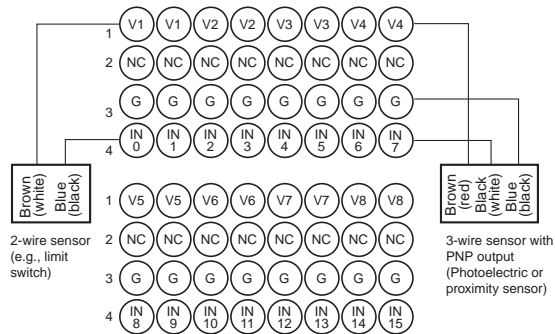 1 V1 V1 V2 V2 V3 V3 V4 V4
2 NC NC NC NC NC NC NC NC
3 G G G G G G G G
4 IN 0 IN 1 IN 2 IN 3 IN 4 IN 5 IN 6 IN 7
Brown (white)
Blue (black)
2-wire sensor
(e.g., limit
switch)
Brown (red)
Black (white)
Blue (black)
3-wire sensor with
PNP output
(Photoelectric or
proximity sensor)
1 V5 V5 V6 V6 V7 V7 V8 V8
2 NC NC NC NC NC NC NC NC
3 G G G G G G G G
4 IN 8 IN 9 IN 10 IN 11 IN 12 IN 13 IN 14 IN 15